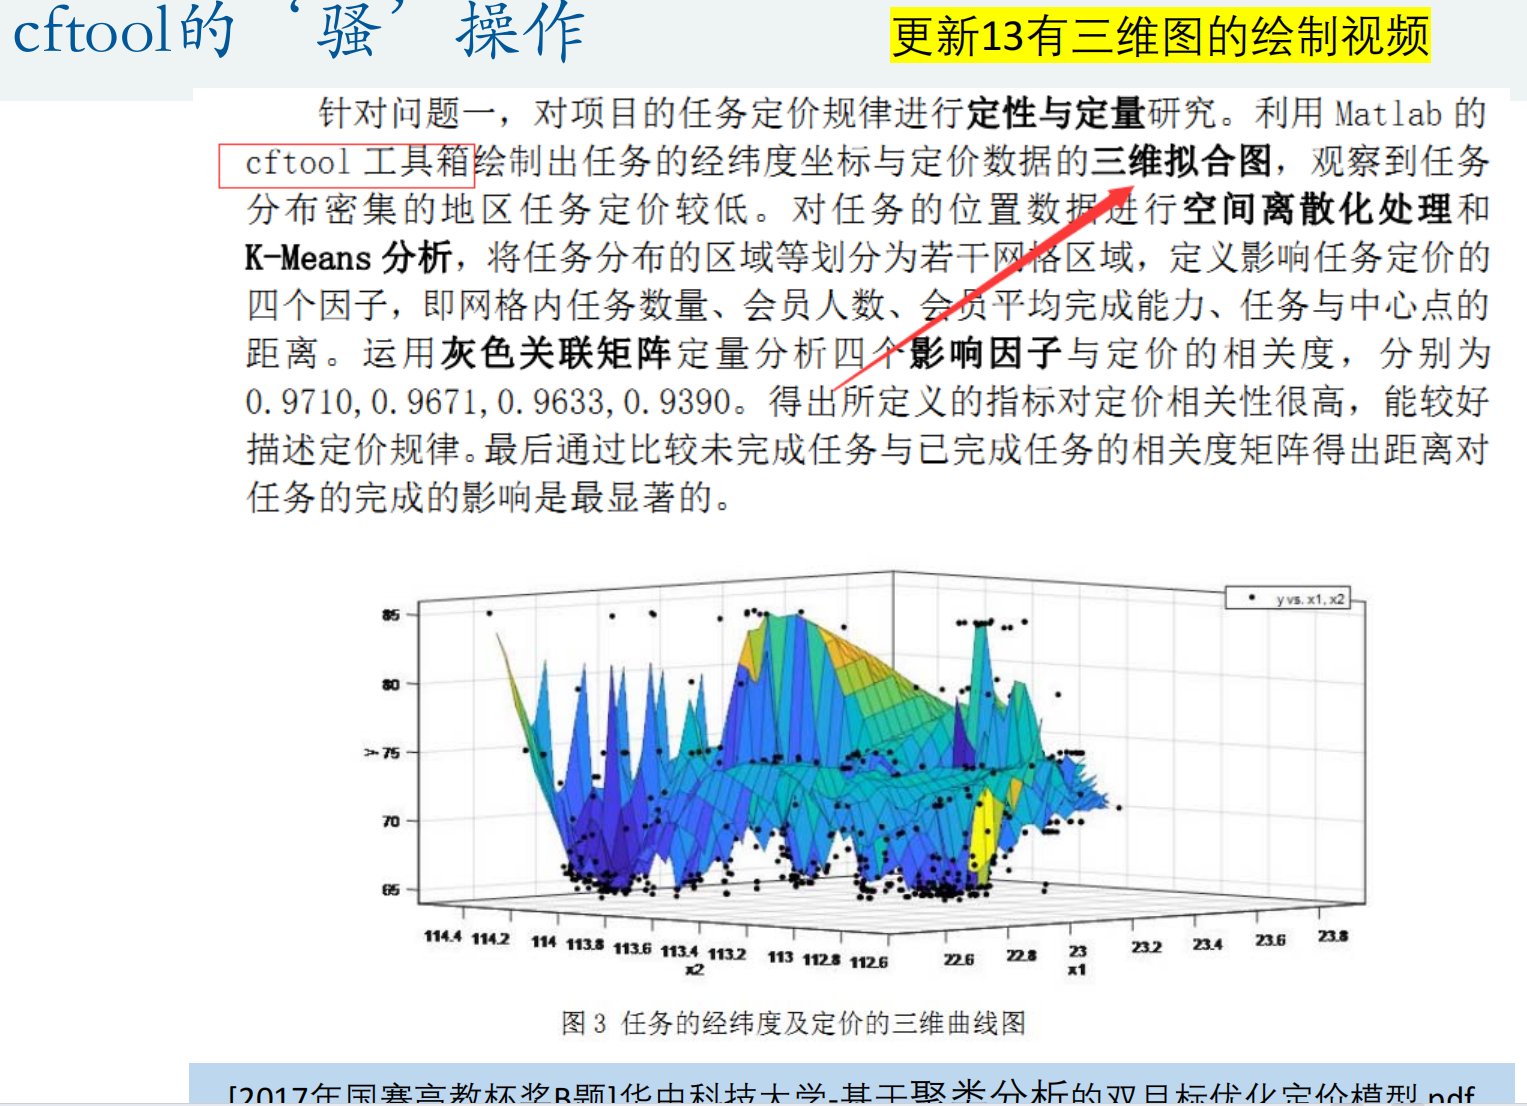 cftool的‘骚’操作
更新13有三维图的绘制视频
针对问题一，对项目的任务定价规律进行定性与定量研究。利用 Matlab 的
cftool 工具箱绘制出任务的经纬度坐标与定价数据的三维拟合图，观察到任务
分布密集的地区任务定价较低。对任务的位置数据进行空间离散化处理和
K-Means 分析，将任务分布的区域等划分为若干网格区域，定义影响任务定价的
四个因子，即网格内任务数量、会员人数、会员平均完成能力、任务与中心点的
距离。运用灰色关联矩阵定量分析四个影响因子与定价的相关度，分别为
0.9710,0.9671,0.9633,0.9390。得出所定义的指标对定价相关性很高，能较好
描述定价规律。最后通过比较未完成任务与已完成任务的相关度矩阵得出距离对
任务的完成的影响是最显著的。
y vs. x1, x2
85
80
y 75
70
65
114.4 114.2 114 113.8 113.6 113.4 113.2 113 112.8 112.6
x2
22.6 22.8 23 23.2 23.4 23.6 23.8
x1
图 3 任务的经纬度及定价的三维曲线图
[2017年国赛高教杯奖B题]华中科技大学-基于聚类分析的双目标优化定价模型.pdf